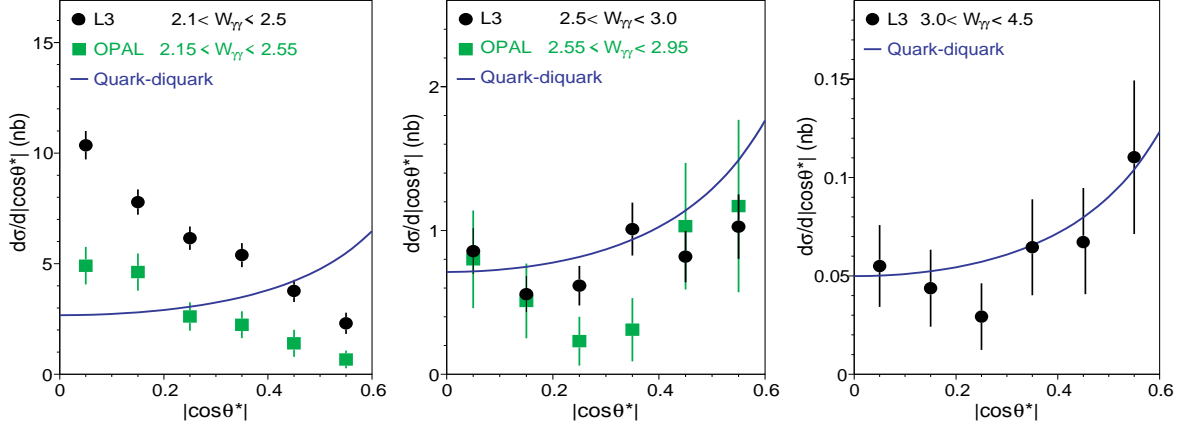 L3 2.1< Wγγ < 2.5
OPAL 2.15 < Wγγ < 2.55
Quark-diquark
dσ/d|cosθ*| (nb)
15
10
5
0
0 0.2 0.4 0.6
|cosθ*|
L3 2.5 < Wγγ < 3.0
OPAL 2.55 < Wγγ < 2.95
Quark-diquark
dσ/d|cosθ*| (nb)
2
1
0
0 0.2 0.4 0.6
|cosθ*|
L3 3.0< Wγγ < 4.5
Quark-diquark
dσ/d|cosθ*| (nb)
0.15
0.1
0.05
0
0 0.2 0.4 0.6
|cosθ*|